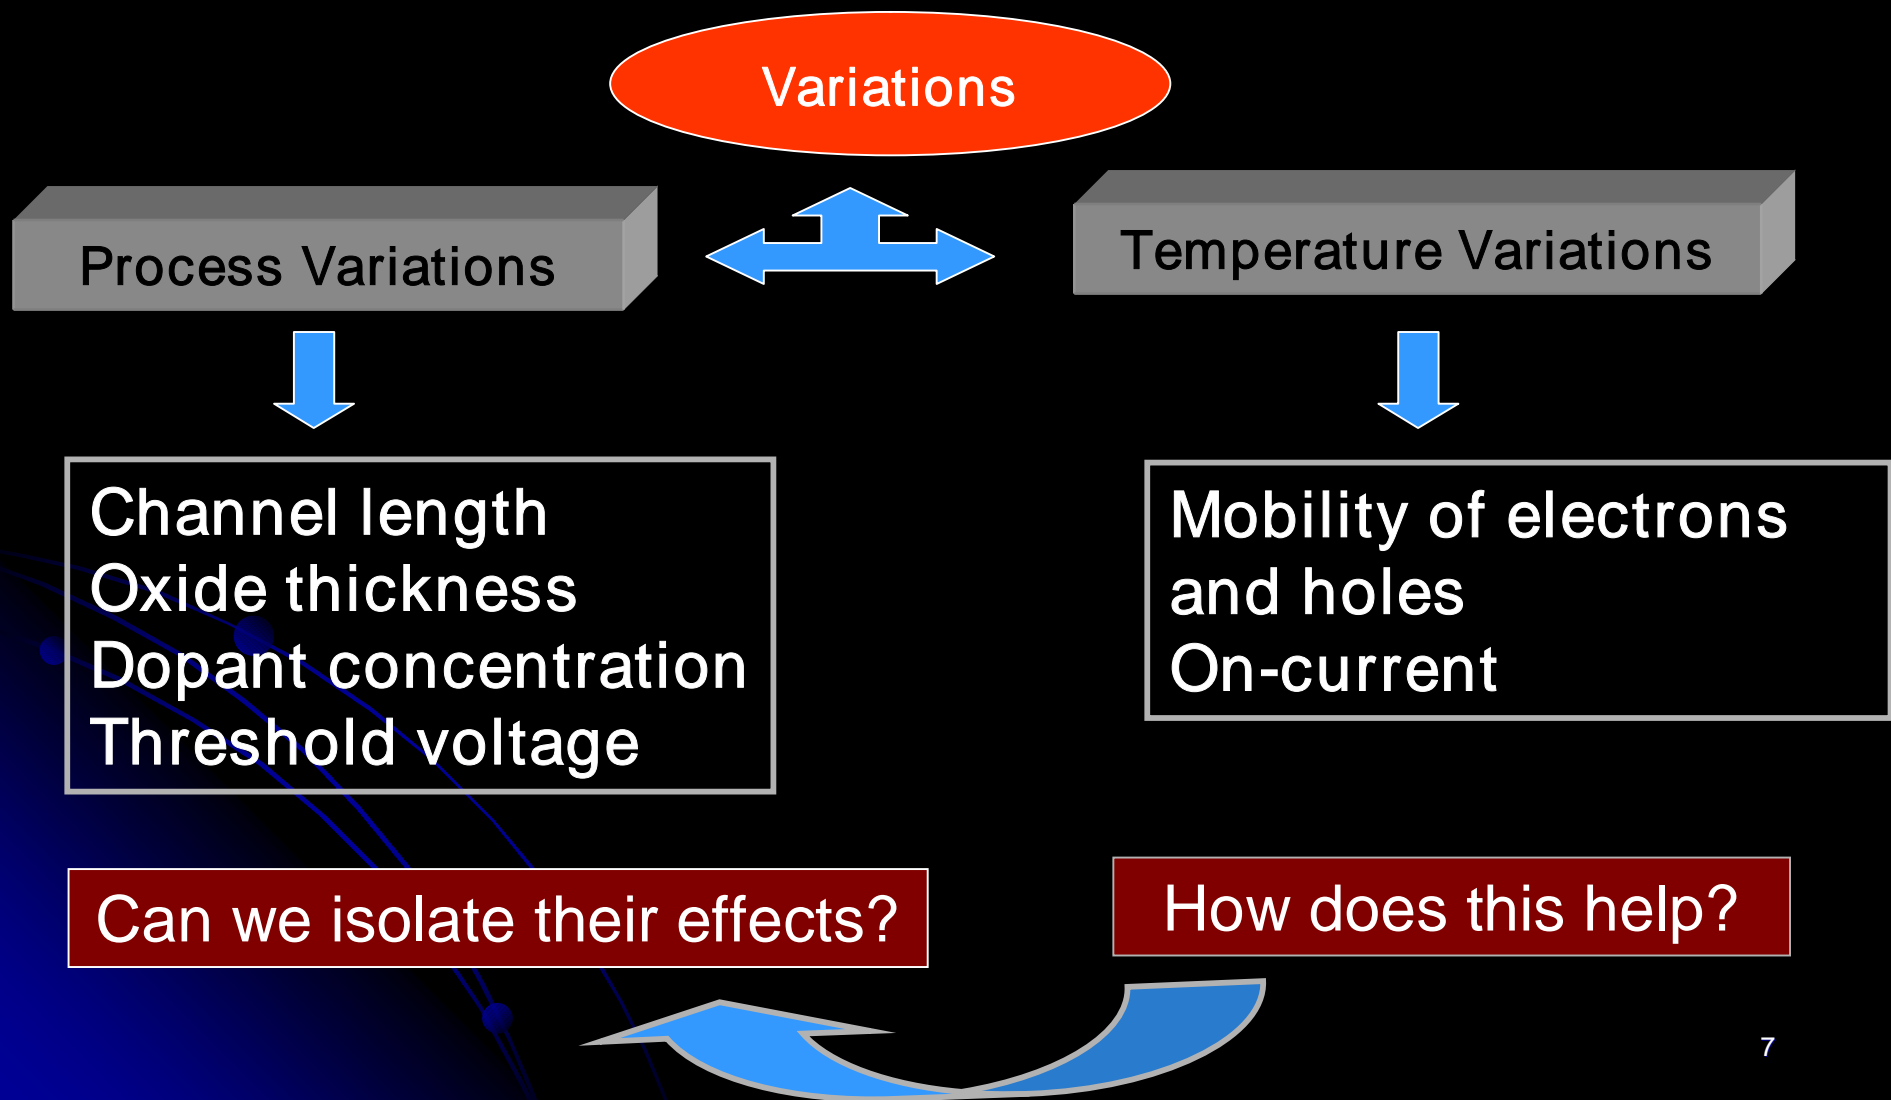 Variations
Process Variations
Temperature Variations
Channel length
Oxide thickness
Dopant concentration
Threshold voltage
Mobility of electrons
and holes
On-current
Can we isolate their effects?
How does this help?
7